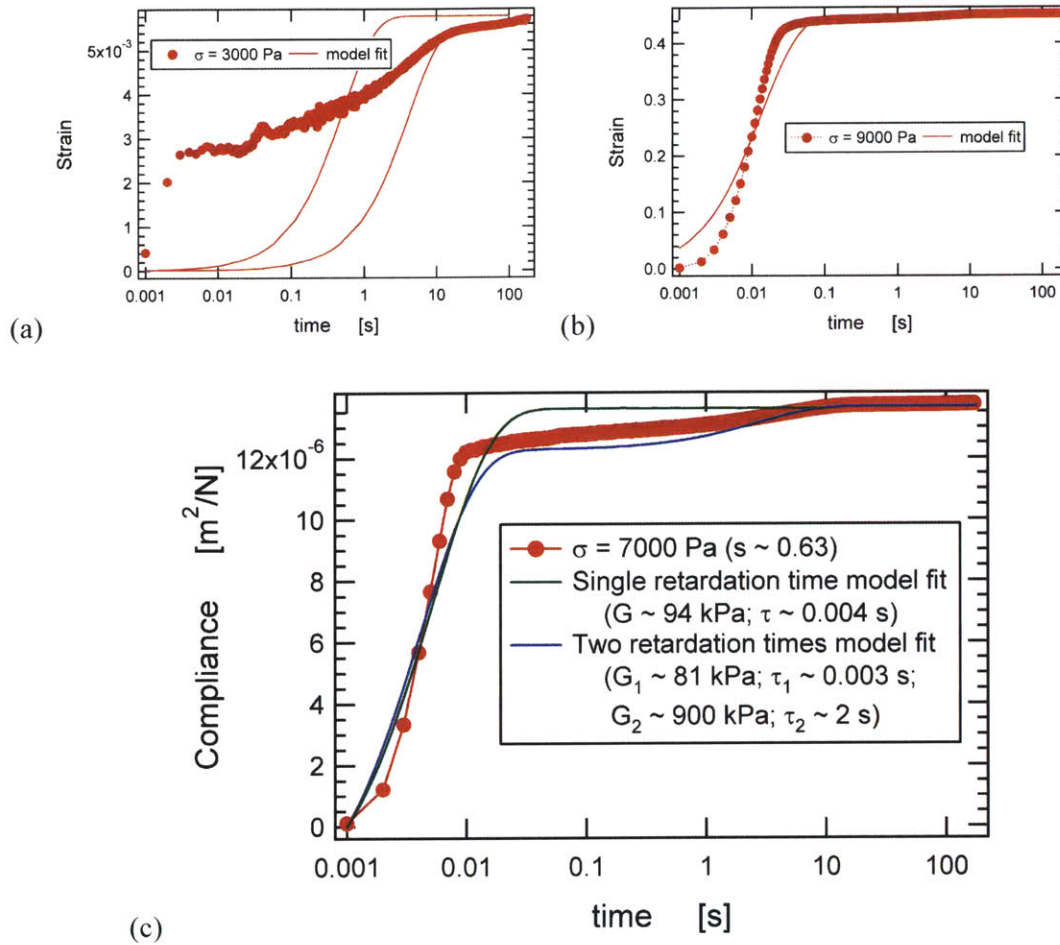 5x10⁻³
4
3
2
1
0
Strain
σ = 3000 Pa
model fit
0.001 0.01 0.1 1 10 100
time [s]
(a)
0.4
0.3
0.2
0.1
0.0
Strain
σ = 9000 Pa
model fit
0.001 0.01 0.1 1 10 100
time [s]
(b)
12x10⁻⁶
10
8
6
4
2
0
Compliance [m²/N]
σ = 7000 Pa (s ~ 0.63)
Single retardation time model fit
(G ~ 94 kPa; τ ~ 0.004 s)
Two retardation times model fit
(G₁ ~ 81 kPa; τ₁ ~ 0.003 s;
G₂ ~ 900 kPa; τ₂ ~ 2 s)
0.001 0.01 0.1 1 10 100
time [s]
(c)